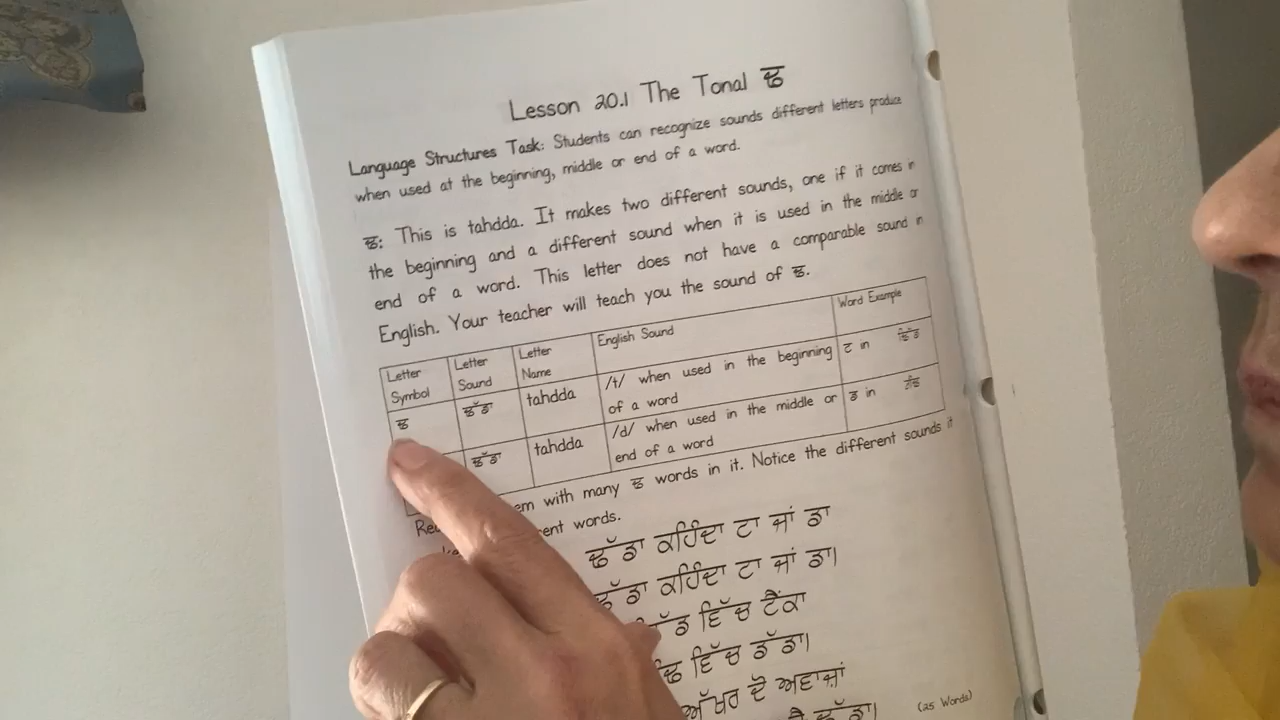 Lesson 20.1 The Tonal ਢ
Language Structures Task: Students can recognize sounds different letters produce
when used at the beginning, middle or end of a word.
ਢ: This is tahdda. It makes two different sounds, one if it comes in
the beginning and a different sound when it is used in the middle or
end of a word. This letter does not have a comparable sound in
English. Your teacher will teach you the sound of ਢ.
Letter Symbol
Letter Sound
Letter Name
English Sound
Word Example
ਢ
ਢੱਡਾ
tahdda
/t/ when used in the beginning
of a word
ਟ in ਢਿੱਡ
ਢੱਡਾ
tahdda
/d/ when used in the middle or
end of a word
ਡ in
with many ਢ words in it. Notice the different sounds it
words.
ਢੱਡਾ ਕਹਿੰਦਾ ਟਾ ਜਾਂ ਡਾ
ਢੱਡਾ ਕਹਿੰਦਾ ਟਾ ਜਾਂ ਡਾ।
ਵਿੱਚ ਟੈਂਕਾ
ਵਿੱਚ ਡੱਡਾ।
ਅੱਖਰ ਦੋ ਅਵਾਜ਼ਾਂ
ਢੱਡਾ।
(25 Words)